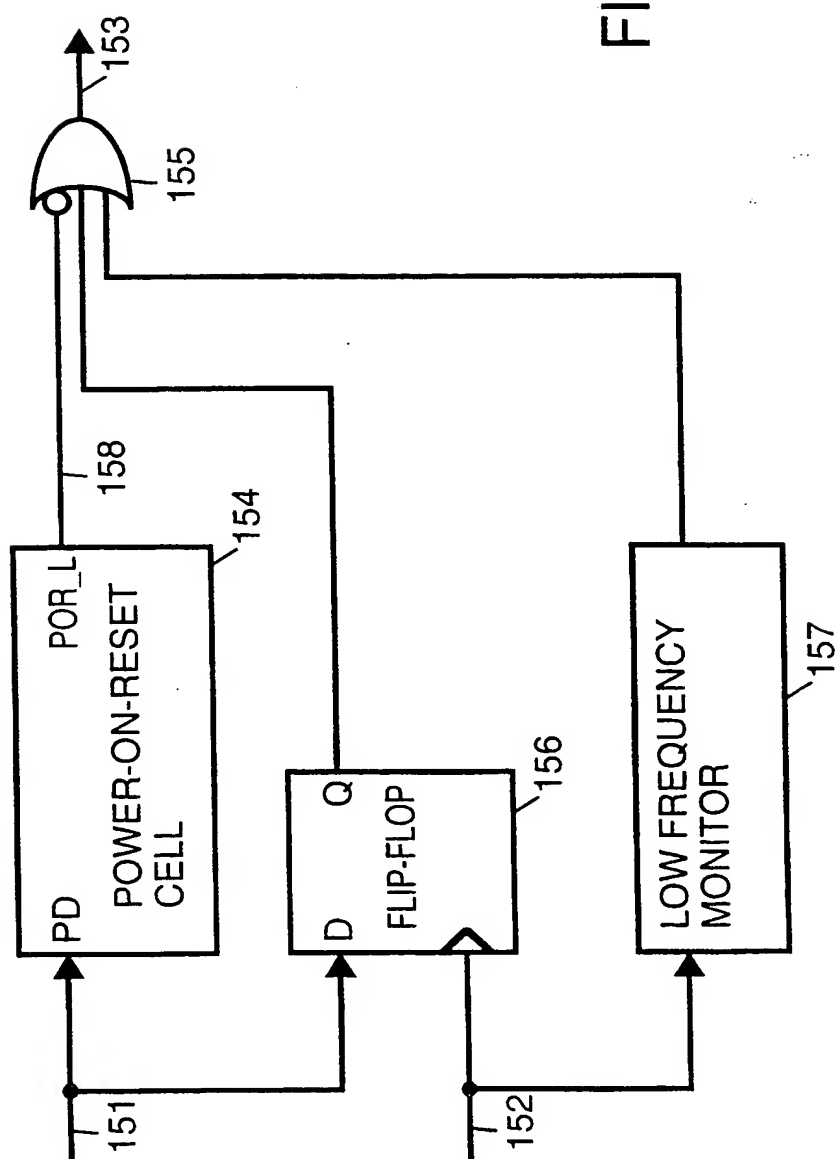 153
155
158
POR_L
PD
POWER-ON-RESET
CELL
154
D
Q
FLIP-FLOP
156
LOW FREQUENCY
MONITOR
157
151
152
FI